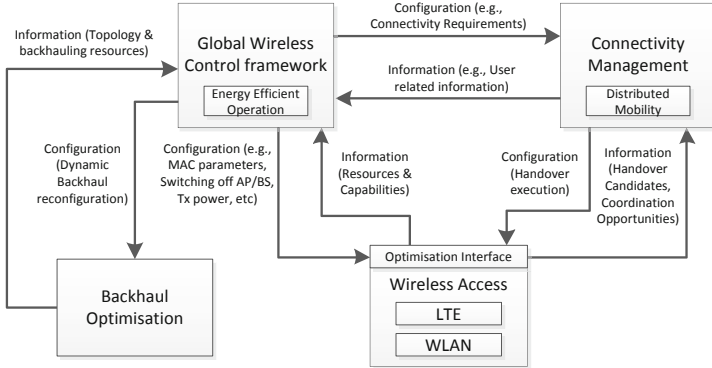 Information (Topology &
backhauling resources)
Global Wireless
Control framework
Energy Efficient
Operation
Configuration (e.g.,
Connectivity Requirements)
Information (e.g., User
related information)
Connectivity
Management
Distributed
Mobility
Configuration
(Dynamic
Backhaul
reconfiguration)
Configuration (e.g.,
MAC parameters,
Switching off AP/BS,
Tx power, etc)
Information
(Resources &
Capabilities)
Configuration
(Handover
execution)
Information
(Handover
Candidates,
Coordination
Opportunities)
Backhaul
Optimisation
Optimisation Interface
Wireless Access
LTE
WLAN